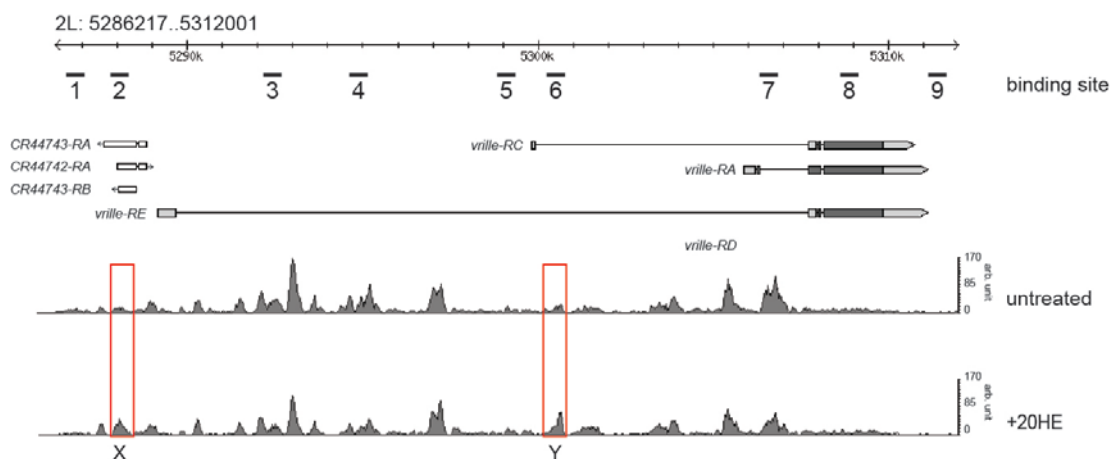 2L: 5286217..5312001
5290k 5300k 5310k
1 2 3 4 5 6 7 8 9 binding site
CR44743-RA vrille-RC
CR44742-RA vrille-RA
CR44743-RB
vrille-RE
vrille-RD
170
85
0
arb. unit
untreated
170
85
0
arb. unit
+20HE
X Y